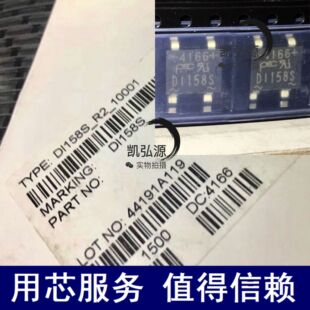 4166+
DI158S
4166+
DI158S
凯弘源
实物拍摄
TYPE: DI158S_R2_10001
MARKING: DI158S
PART NO:
LOT NO: 44191A119
1500
DC4166
用芯服务 值得信赖